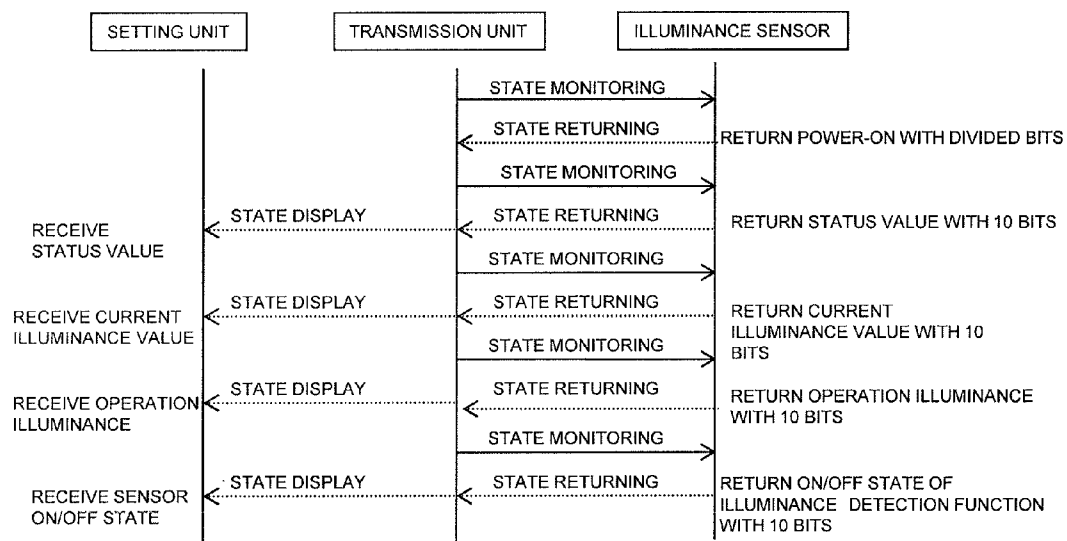 SETTING UNIT
TRANSMISSION UNIT
ILLUMINANCE SENSOR
STATE MONITORING
STATE RETURNING
RETURN POWER-ON WITH DIVIDED BITS
STATE MONITORING
STATE DISPLAY
STATE RETURNING
RETURN STATUS VALUE WITH 10 BITS
RECEIVE
STATUS VALUE
STATE MONITORING
STATE DISPLAY
STATE RETURNING
RECEIVE CURRENT
ILLUMINANCE VALUE
RETURN CURRENT
ILLUMINANCE VALUE WITH 10
BITS
STATE MONITORING
STATE DISPLAY
STATE RETURNING
RECEIVE OPERATION
ILLUMINANCE
RETURN OPERATION ILLUMINANCE
WITH 10 BITS
STATE MONITORING
STATE DISPLAY
STATE RETURNING
RECEIVE SENSOR
ON/OFF STATE
RETURN ON/OFF STATE OF
ILLUMINANCE DETECTION FUNCTION
WITH 10 BITS